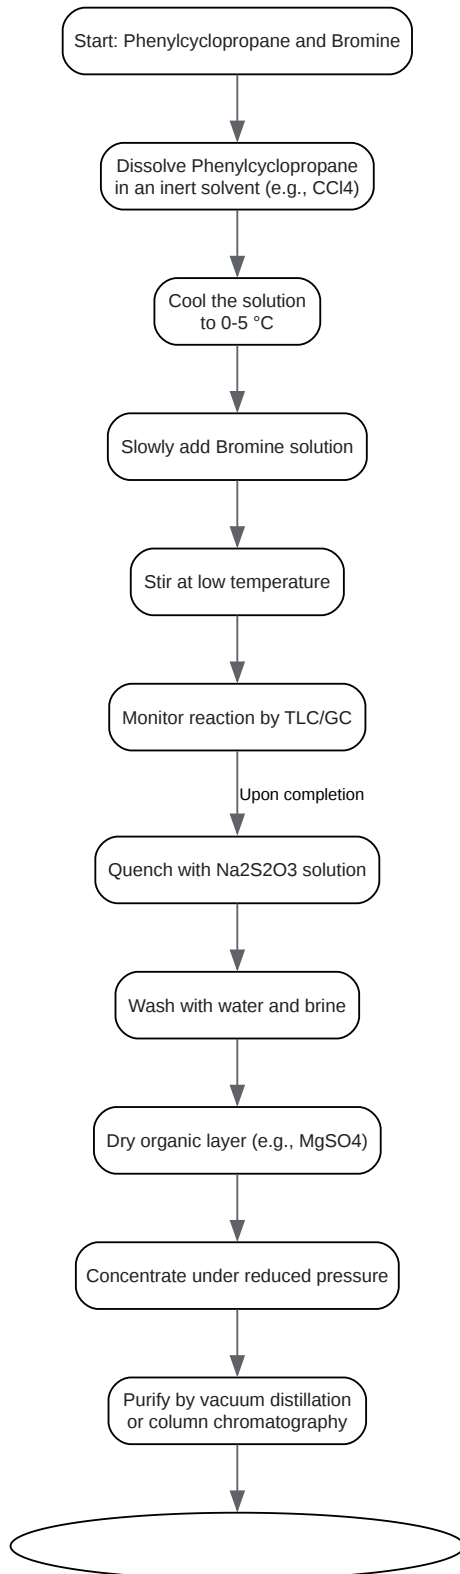 Start: Phenylcyclopropane and Bromine
Dissolve Phenylcyclopropane
in an inert solvent (e.g., CCl4)
Cool the solution
to 0-5 °C
Slowly add Bromine solution
Stir at low temperature
Monitor reaction by TLC/GC
Upon completion
Quench with Na2S2O3 solution
Wash with water and brine
Dry organic layer (e.g., MgSO4)
Concentrate under reduced pressure
Purify by vacuum distillation
or column chromatography